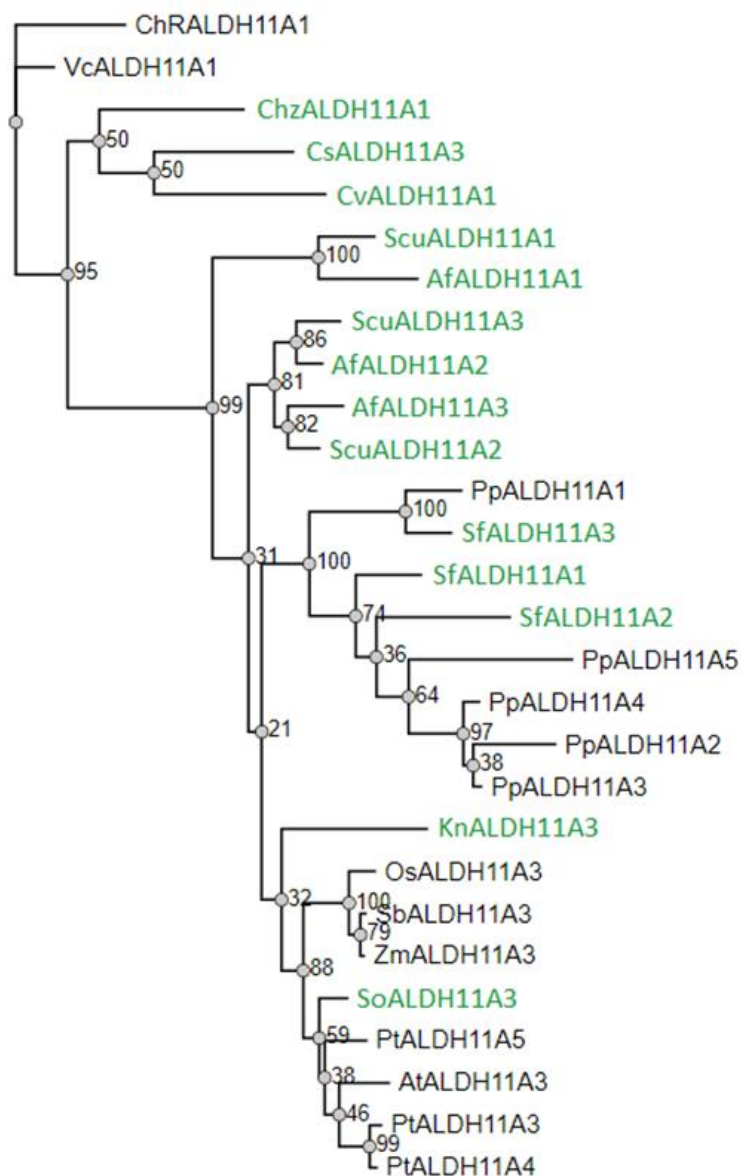 ChRALDH11A1
VcALDH11A1
ChzALDH11A1
50
CsALDH11A3
50
CvALDH11A1
ScuALDH11A1
100
AfALDH11A1
95
ScuALDH11A3
86
AfALDH11A2
81
AfALDH11A3
99
82
ScuALDH11A2
PpALDH11A1
100
SfALDH11A3
31
100
SfALDH11A1
74
SfALDH11A2
36
PpALDH11A5
64
PpALDH11A4
97
21
PpALDH11A2
38
PpALDH11A3
KnALDH11A3
OsALDH11A3
32
100
SbALDH11A3
79
ZmALDH11A3
88
SoALDH11A3
59
PtALDH11A5
38
AtALDH11A3
46
PtALDH11A3
99
PtALDH11A4